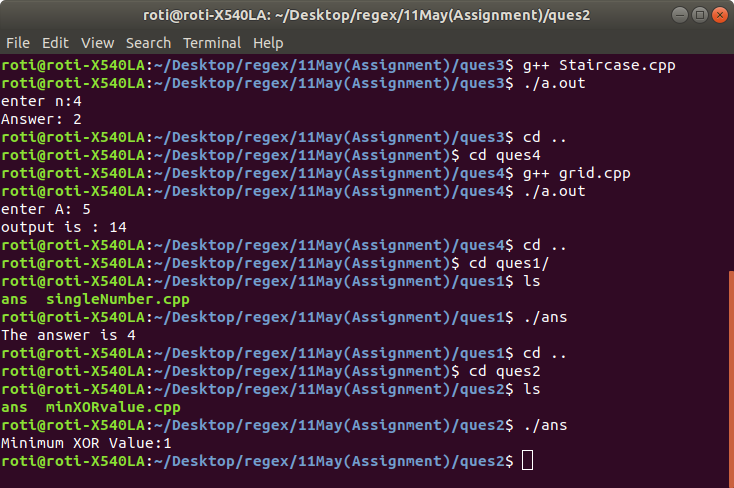 roti@roti-X540LA: ~/Desktop/regex/11May(Assignment)/ques2
File Edit View Search Terminal Help
roti@roti-X540LA:~/Desktop/regex/11May(Assignment)/ques3$ g++ Staircase.cpp
roti@roti-X540LA:~/Desktop/regex/11May(Assignment)/ques3$ ./a.out
enter n:4
Answer: 2
roti@roti-X540LA:~/Desktop/regex/11May(Assignment)/ques3$ cd ..
roti@roti-X540LA:~/Desktop/regex/11May(Assignment)$ cd ques4
roti@roti-X540LA:~/Desktop/regex/11May(Assignment)/ques4$ g++ grid.cpp
roti@roti-X540LA:~/Desktop/regex/11May(Assignment)/ques4$ ./a.out
enter A: 5
output is : 14
roti@roti-X540LA:~/Desktop/regex/11May(Assignment)/ques4$ cd ..
roti@roti-X540LA:~/Desktop/regex/11May(Assignment)$ cd ques1/
roti@roti-X540LA:~/Desktop/regex/11May(Assignment)/ques1$ ls
ans  singleNumber.cpp
roti@roti-X540LA:~/Desktop/regex/11May(Assignment)/ques1$ ./ans
The answer is 4
roti@roti-X540LA:~/Desktop/regex/11May(Assignment)/ques1$ cd ..
roti@roti-X540LA:~/Desktop/regex/11May(Assignment)$ cd ques2
roti@roti-X540LA:~/Desktop/regex/11May(Assignment)/ques2$ ls
ans  minXORvalue.cpp
roti@roti-X540LA:~/Desktop/regex/11May(Assignment)/ques2$ ./ans
Minimum XOR Value:1
roti@roti-X540LA:~/Desktop/regex/11May(Assignment)/ques2$